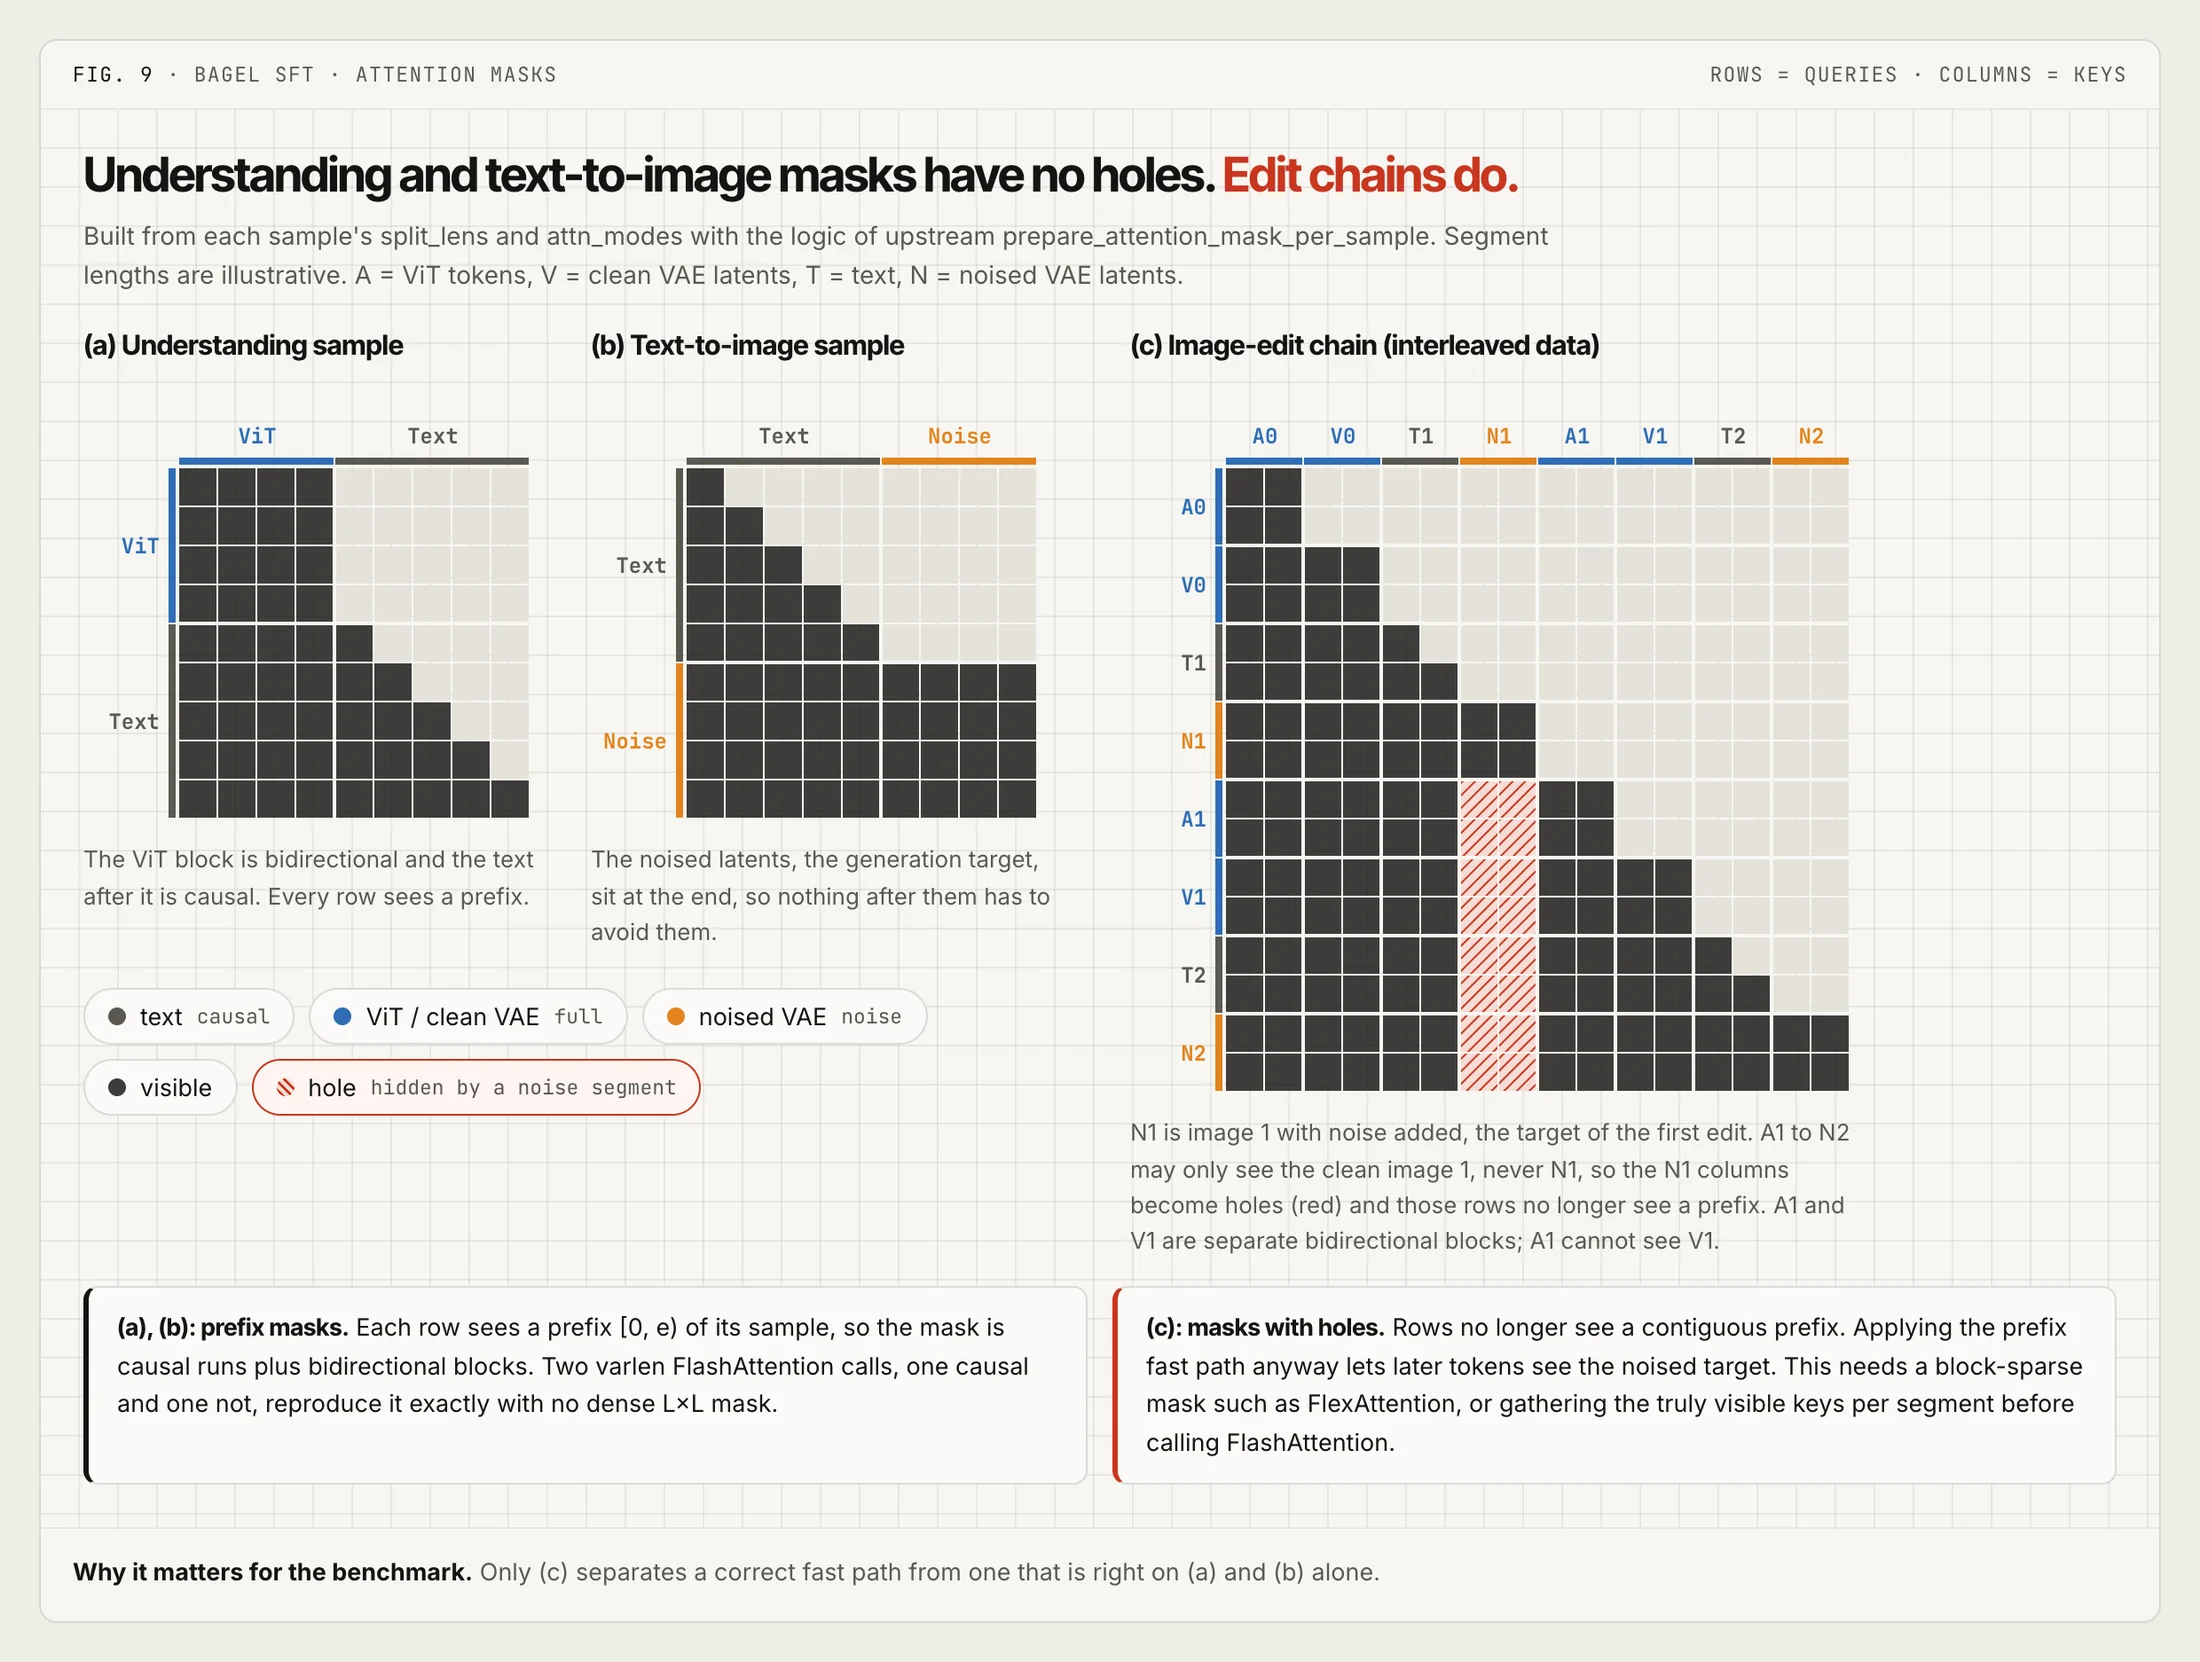 FIG. 9 · BAGEL SFT · ATTENTION MASKS
ROWS = QUERIES · COLUMNS = KEYS
Understanding and text-to-image masks have no holes. Edit chains do.
Built from each sample's split_lens and attn_modes with the logic of upstream prepare_attention_mask_per_sample. Segment
lengths are illustrative. A = ViT tokens, V = clean VAE latents, T = text, N = noised VAE latents.
(a) Understanding sample
ViT Text
ViT
Text
The ViT block is bidirectional and the text
after it is causal. Every row sees a prefix.
(b) Text-to-image sample
Text Noise
Text
Noise
The noised latents, the generation target,
sit at the end, so nothing after them has to
avoid them.
text causal
ViT / clean VAE full
noised VAE noise
visible
hole hidden by a noise segment
(c) Image-edit chain (interleaved data)
A0 V0 T1 N1 A1 V1 T2 N2
A0
V0
T1
N1
A1
V1
T2
N2
N1 is image 1 with noise added, the target of the first edit. A1 to N2
may only see the clean image 1, never N1, so the N1 columns
become holes (red) and those rows no longer see a prefix. A1 and
V1 are separate bidirectional blocks; A1 cannot see V1.
(a), (b): prefix masks. Each row sees a prefix [0, e) of its sample, so the mask is
causal runs plus bidirectional blocks. Two varlen FlashAttention calls, one causal
and one not, reproduce it exactly with no dense L×L mask.
(c): masks with holes. Rows no longer see a contiguous prefix. Applying the prefix
fast path anyway lets later tokens see the noised target. This needs a block-sparse
mask such as FlexAttention, or gathering the truly visible keys per segment before
calling FlashAttention.
Why it matters for the benchmark. Only (c) separates a correct fast path from one that is right on (a) and (b) alone.